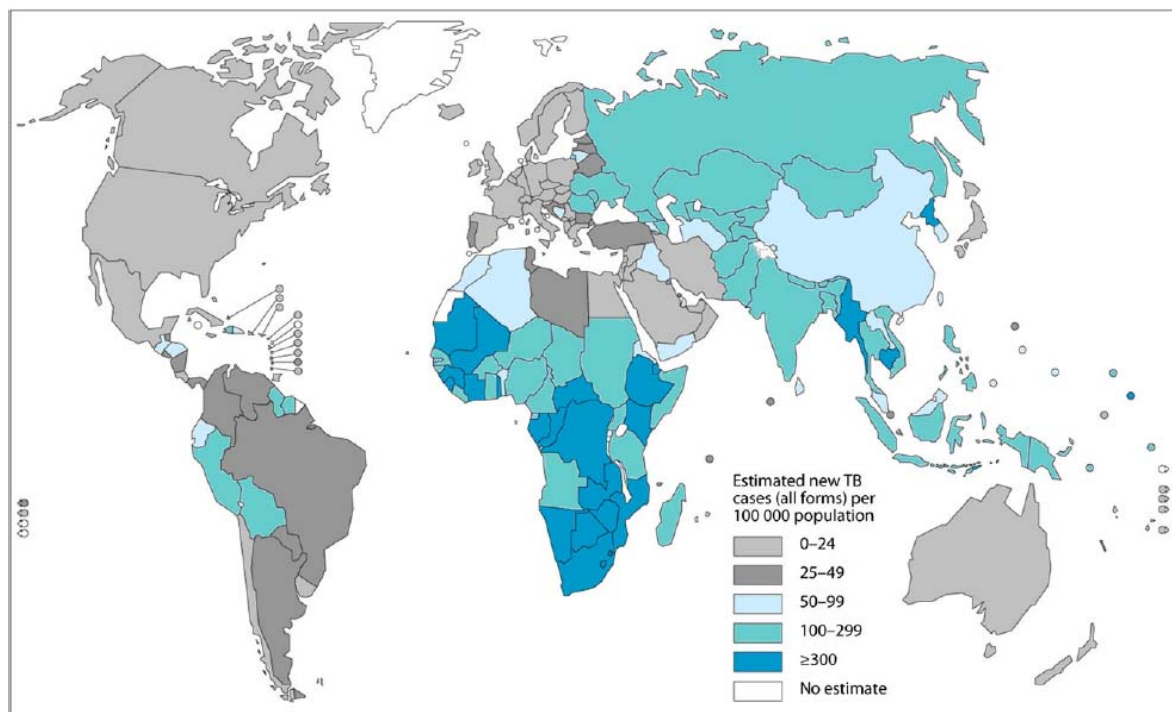 Estimated new TB
cases (all forms) per
100 000 population
0–24
25–49
50–99
100–299
≥300
No estimate